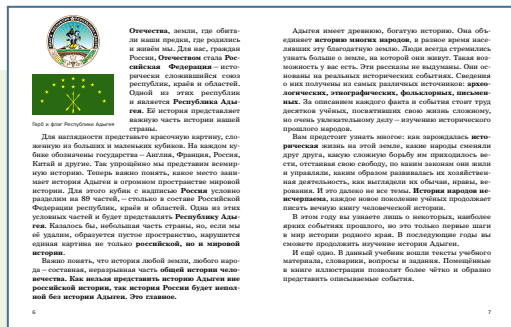 Отечества, земли, где обита-
ли наши предки, где родились
и живём мы. Для нас, граждан
России, Отечеством стала Рос-
сийская Федерация – исто-
рически сложившийся союз
республик, краёв и областей.
Одной из этих республик
и является Республика Ады-
гея. Её история представляет
важную часть истории нашей
страны.
Герб и флаг Республики Адыгея
Для наглядности представьте красочную картину, сло-
женную из больших и маленьких кубиков. На каждом ку-
бике обозначены государства – Англия, Франция, Россия,
Китай и другие. Так упрощённо мы представим всемир-
ную историю. Теперь важно понять, какое место зани-
мает история Адыгеи в огромном пространстве мировой
истории. Для этого кубик с надписью Россия условно
разделим на 89 частей, – столько в составе Российской
Федерации республик, краёв и областей. Одна из этих
условных частей и будет представлять Республику Ады-
гея. Казалось бы, небольшая часть страны, но, если мы
её удалим, образуется пустое пространство, нарушится
единая картина не только российской, но и мировой
истории.
Важно понять, что история любой земли, любого наро-
да – составная, неразрывная часть общей истории чело-
вечества. Как нельзя представить историю Адыгеи вне
российской истории, так история России будет непол-
ной без истории Адыгеи. Это главное.
6
Адыгея имеет древнюю, богатую историю. Она объ-
единяет историю многих народов, в разное время насе-
лявших эту благодатную землю. Люди всегда стремились
узнать больше о земле, на которой они живут. Такая воз-
можность у вас есть. Эти рассказы не выдуманы. Они ос-
нованы на реальных исторических событиях. Сведения
о них получены из самых различных источников: архео-
логических, этнографических, фольклорных, письмен-
ных. За описанием каждого факта и события стоит труд
десятков учёных, посвятивших свою жизнь сложному,
но очень увлекательному делу – изучению исторического
прошлого народов.
Вам предстоит узнать многое: как зарождалась исто-
рическая жизнь на этой земле, какие народы сменяли
друг друга, какую сложную борьбу им приходилось ве-
сти, отстаивая свою свободу, по каким законам они жили
и управляли, каким образом развивалась их хозяйствен-
ная деятельность, как выглядели их обычаи, нравы, ве-
рования. И это далеко не все темы. История народов не-
исчерпаема, каждое новое поколение учёных продолжает
писать вечную книгу человеческой истории.
В этом году вы узнаете лишь о некоторых, наиболее
ярких событиях прошлого, но это только первые шаги
в мир истории родного края. В последующие годы вы
сможете продолжить изучение истории Адыгеи.
И ещё одно. В данный учебник вошли тексты учебного
материала, словарики, вопросы и задания. Помещённые
в книге иллюстрации позволят более чётко и образно
представить описываемые события.
7